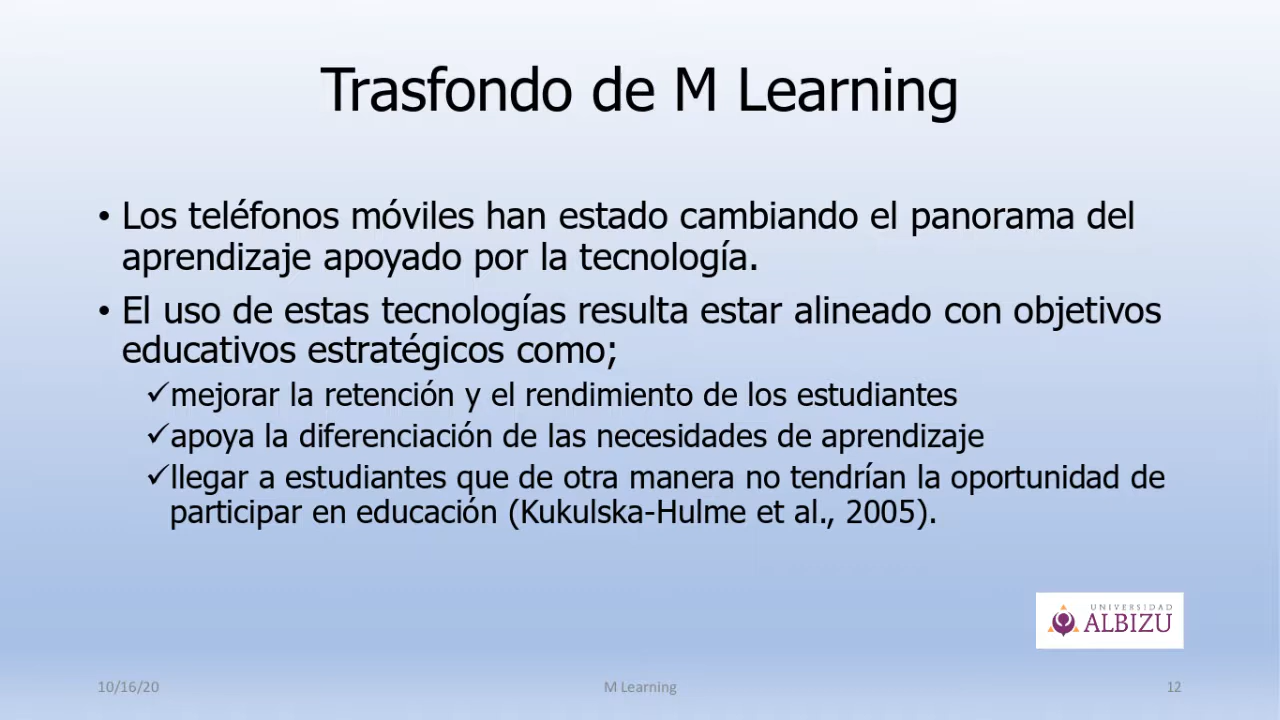 Trasfondo de M Learning
• Los teléfonos móviles han estado cambiando el panorama del
aprendizaje apoyado por la tecnología.
• El uso de estas tecnologías resulta estar alineado con objetivos
educativos estratégicos como;
✓mejorar la retención y el rendimiento de los estudiantes
✓apoya la diferenciación de las necesidades de aprendizaje
✓llegar a estudiantes que de otra manera no tendrían la oportunidad de
participar en educación (Kukulska-Hulme et al., 2005).
UNIVERSIDAD
ALBIZU
10/16/20
M Learning
12